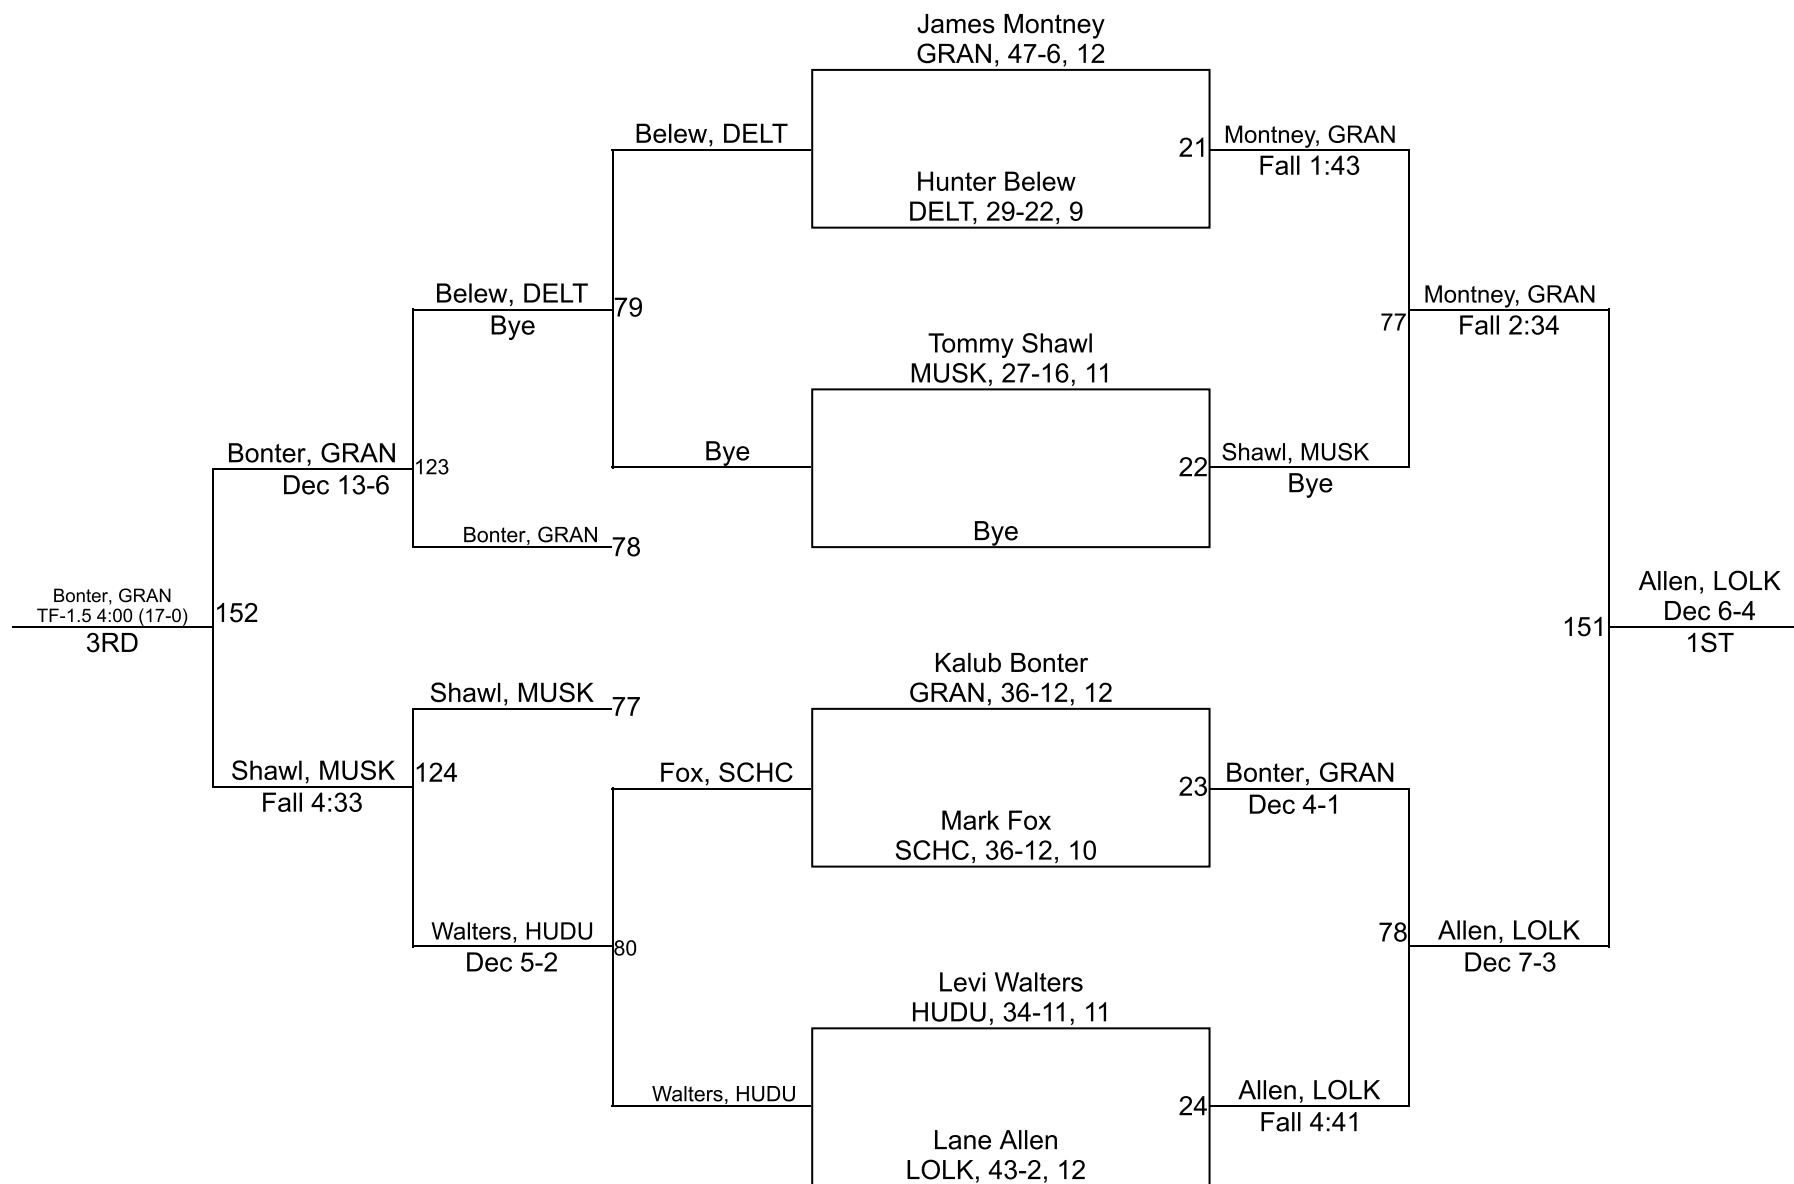 James Montney
GRAN, 47-6, 12
Belew, DELT
21
Montney, GRAN
Fall 1:43
Hunter Belew
DELT, 29-22, 9
Belew, DELT
Bye
79
Montney, GRAN
Fall 2:34
77
Tommy Shawl
MUSK, 27-16, 11
Bonter, GRAN
Dec 13-6
123
Bye
22
Shawl, MUSK
Bye
Bonter, GRAN
78
Bye
Bonter, GRAN
TF-1.5 4:00 (17-0)
3RD
152
151
Allen, LOLK
Dec 6-4
1ST
Kalub Bonter
GRAN, 36-12, 12
Shawl, MUSK
77
Shawl, MUSK
Fall 4:33
124
Fox, SCHC
23
Bonter, GRAN
Dec 4-1
Mark Fox
SCHC, 36-12, 10
Walters, HUDU
Dec 5-2
80
78
Allen, LOLK
Dec 7-3
Levi Walters
HUDU, 34-11, 11
Walters, HUDU
24
Allen, LOLK
Fall 4:41
Lane Allen
LOLK, 43-2, 12